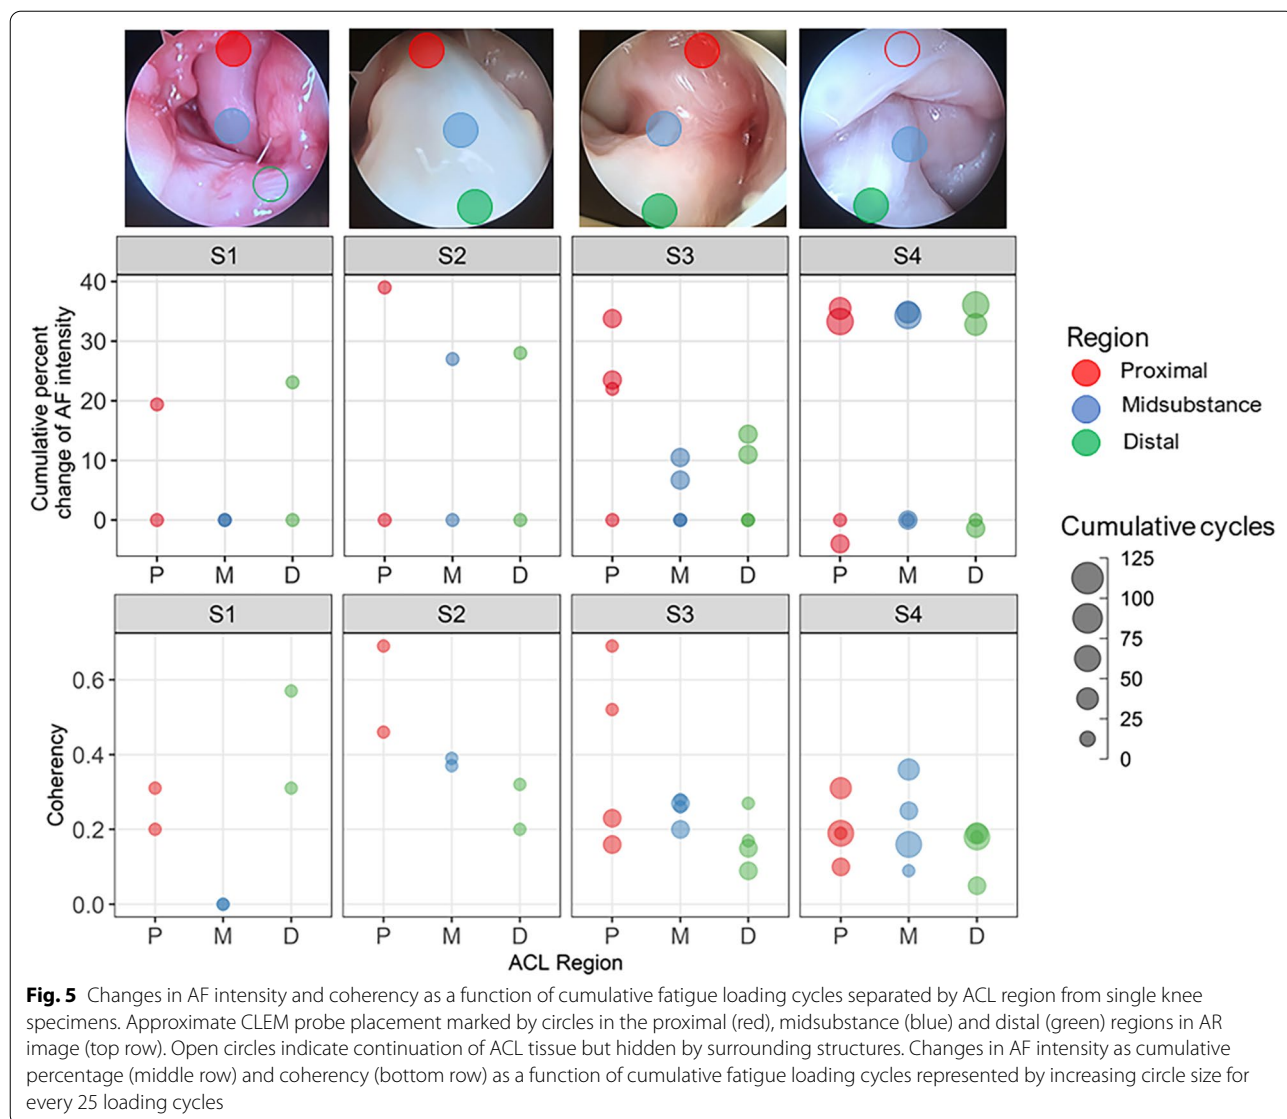 S1 S2 S3 S4
Cumulative percent
change of AF intensity
40
30
20
10
0
P M D P M D P M D P M D
Region
Proximal
Midsubstance
Distal
S1 S2 S3 S4
Coherency
0.6
0.4
0.2
0.0
P M D P M D P M D P M D
ACL Region
Cumulative cycles
125
100
75
50
25
0
Fig. 5 Changes in AF intensity and coherency as a function of cumulative fatigue loading cycles separated by ACL region from single knee
specimens. Approximate CLEM probe placement marked by circles in the proximal (red), midsubstance (blue) and distal (green) regions in AR
image (top row). Open circles indicate continuation of ACL tissue but hidden by surrounding structures. Changes in AF intensity as cumulative
percentage (middle row) and coherency (bottom row) as a function of cumulative fatigue loading cycles represented by increasing circle size for
every 25 loading cycles